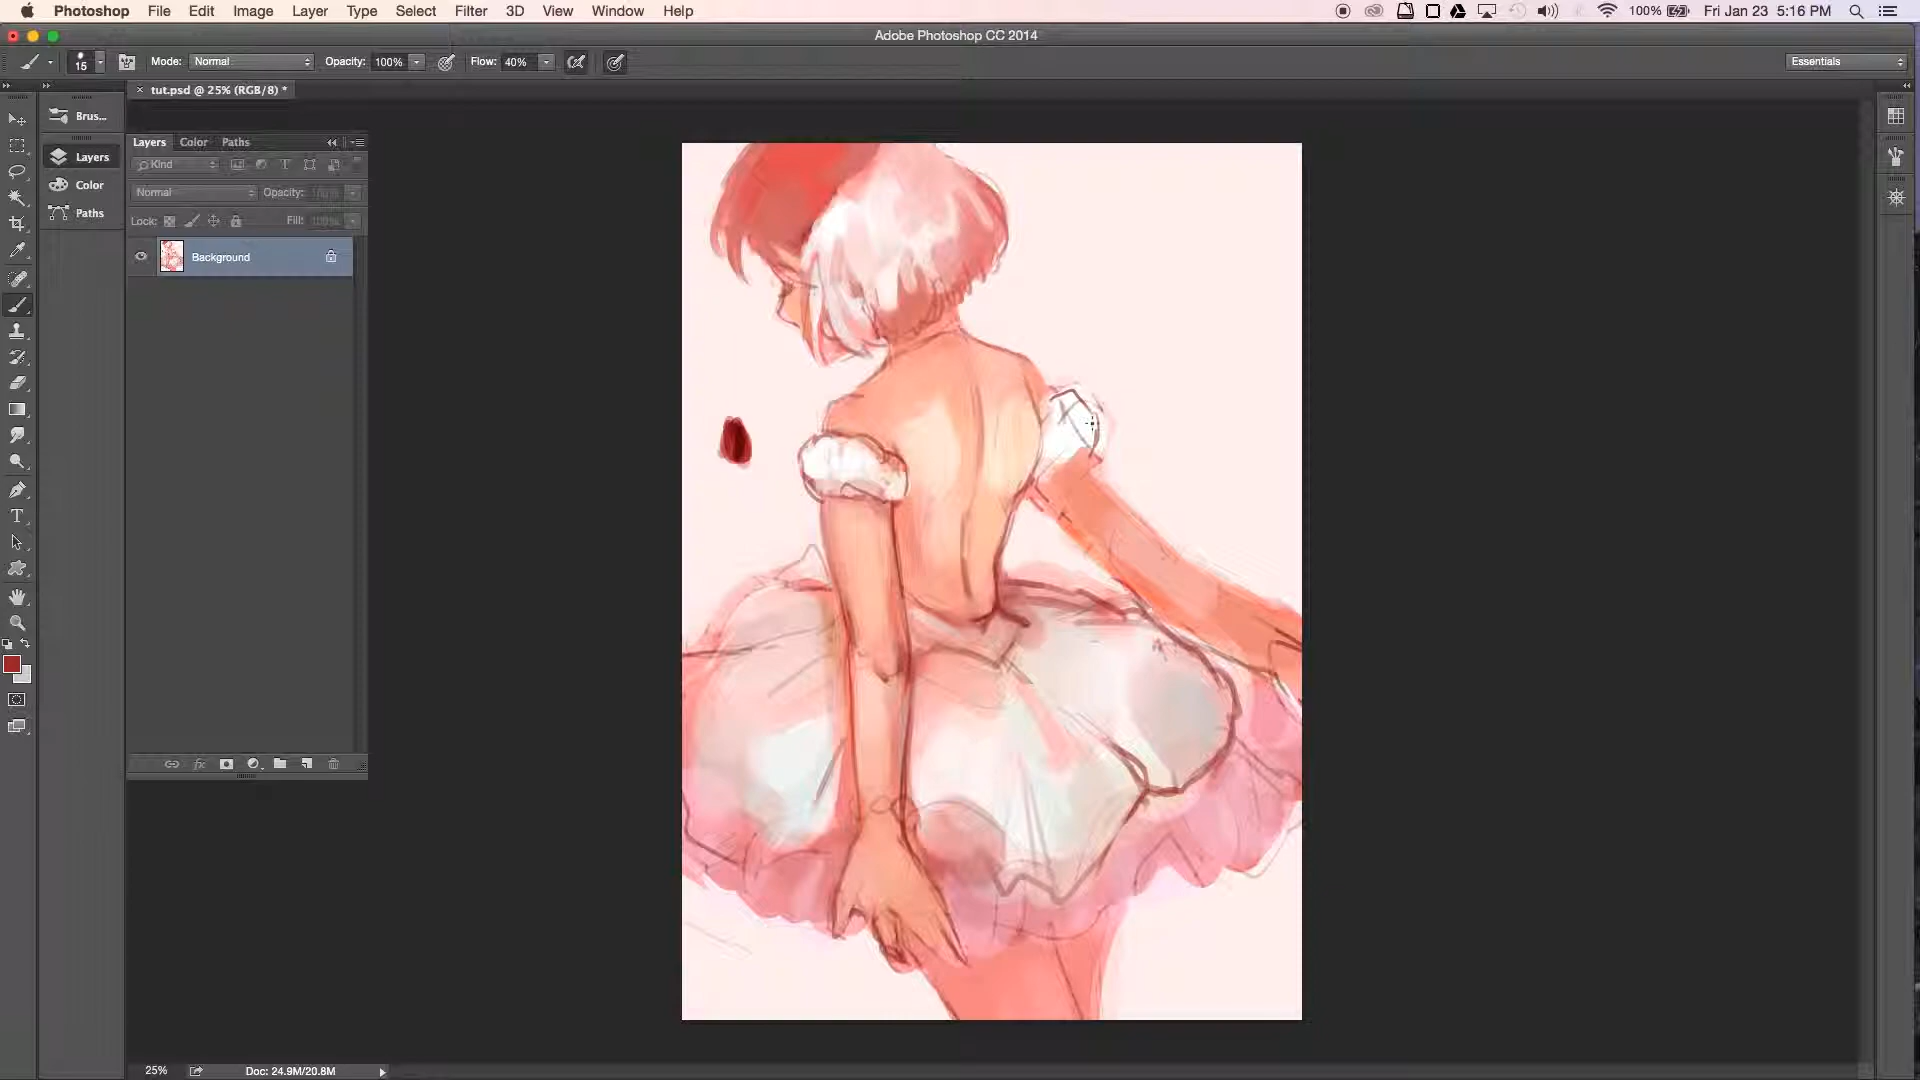 Photoshop File Edit Image Layer Type Select Filter 3D View Window Help 100% Fri Jan 23 5:16 PM
Adobe Photoshop CC 2014
15 Mode: Normal Opacity: 100% Flow: 40% Essentials
× tut.psd @ 25% (RGB/8) *
Brus...
Layers
Color
Paths
Layers Color Paths
Kind
Normal Opacity: 100%
Lock: Fill: 100%
Background
25% Doc: 24.9M/20.8M